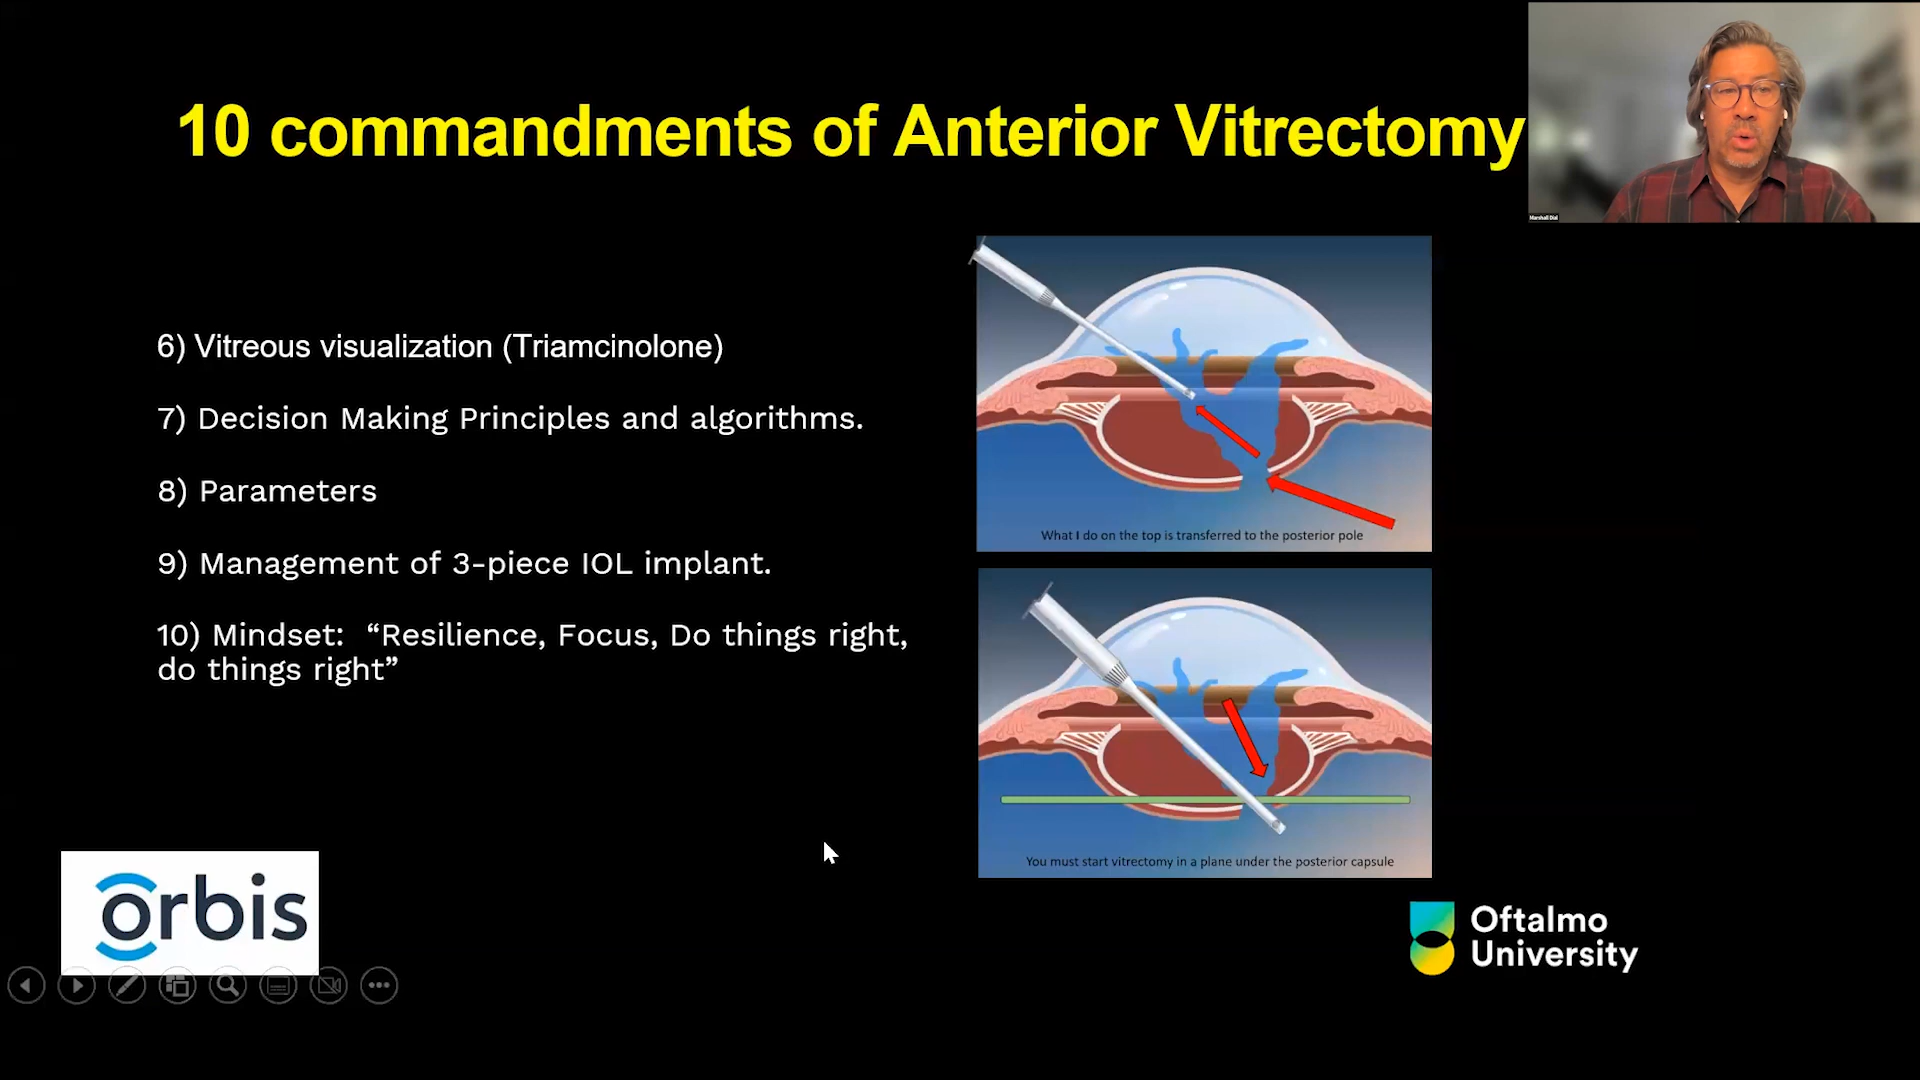 10 commandments of Anterior Vitrectomy
Marshall Dial
6) Vitreous visualization (Triamcinolone)
7) Decision Making Principles and algorithms.
8) Parameters
9) Management of 3-piece IOL implant.
10) Mindset:  “Resilience, Focus, Do things right,
do things right”
What I do on the top is transferred to the posterior pole
You must start vitrectomy in a plane under the posterior capsule
orbis
Oftalmo
University